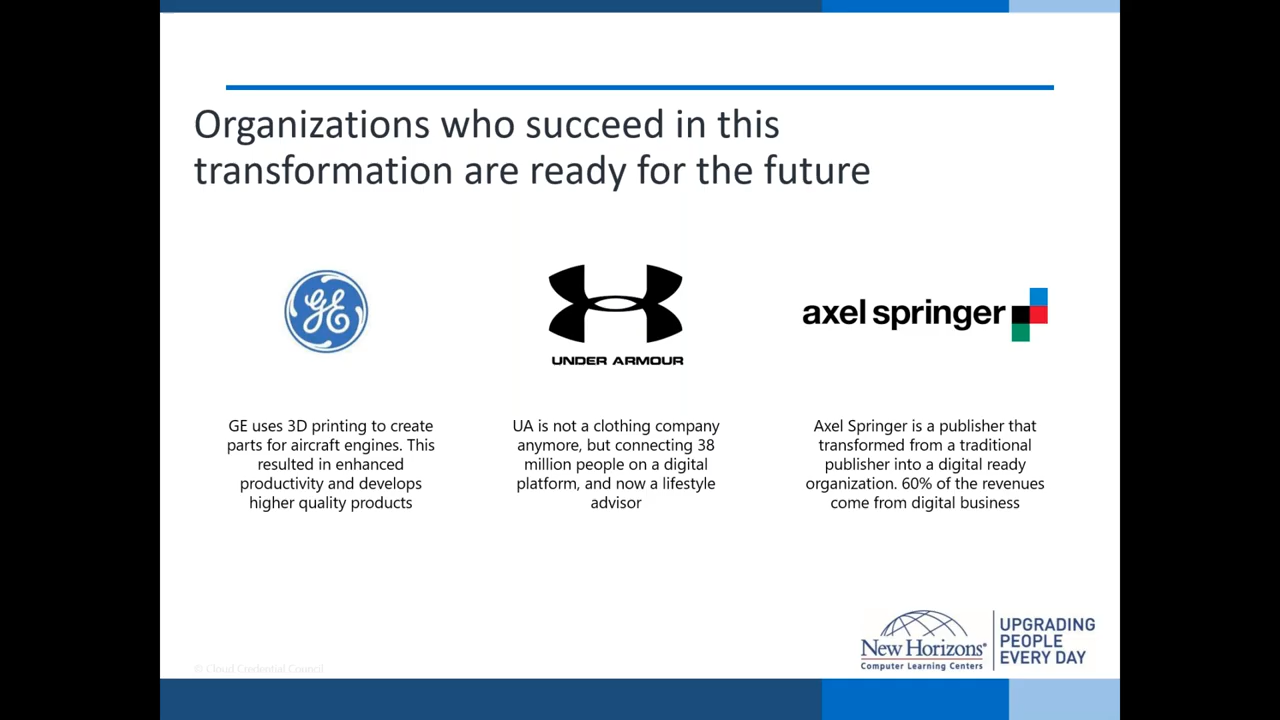 Organizations who succeed in this
transformation are ready for the future
GE
UNDER ARMOUR
axel springer
GE uses 3D printing to create
parts for aircraft engines. This
resulted in enhanced
productivity and develops
higher quality products
UA is not a clothing company
anymore, but connecting 38
million people on a digital
platform, and now a lifestyle
advisor
Axel Springer is a publisher that
transformed from a traditional
publisher into a digital ready
organization. 60% of the revenues
come from digital business
© Cloud Credential Council
New Horizons®
Computer Learning Centers
UPGRADING
PEOPLE
EVERY DAY